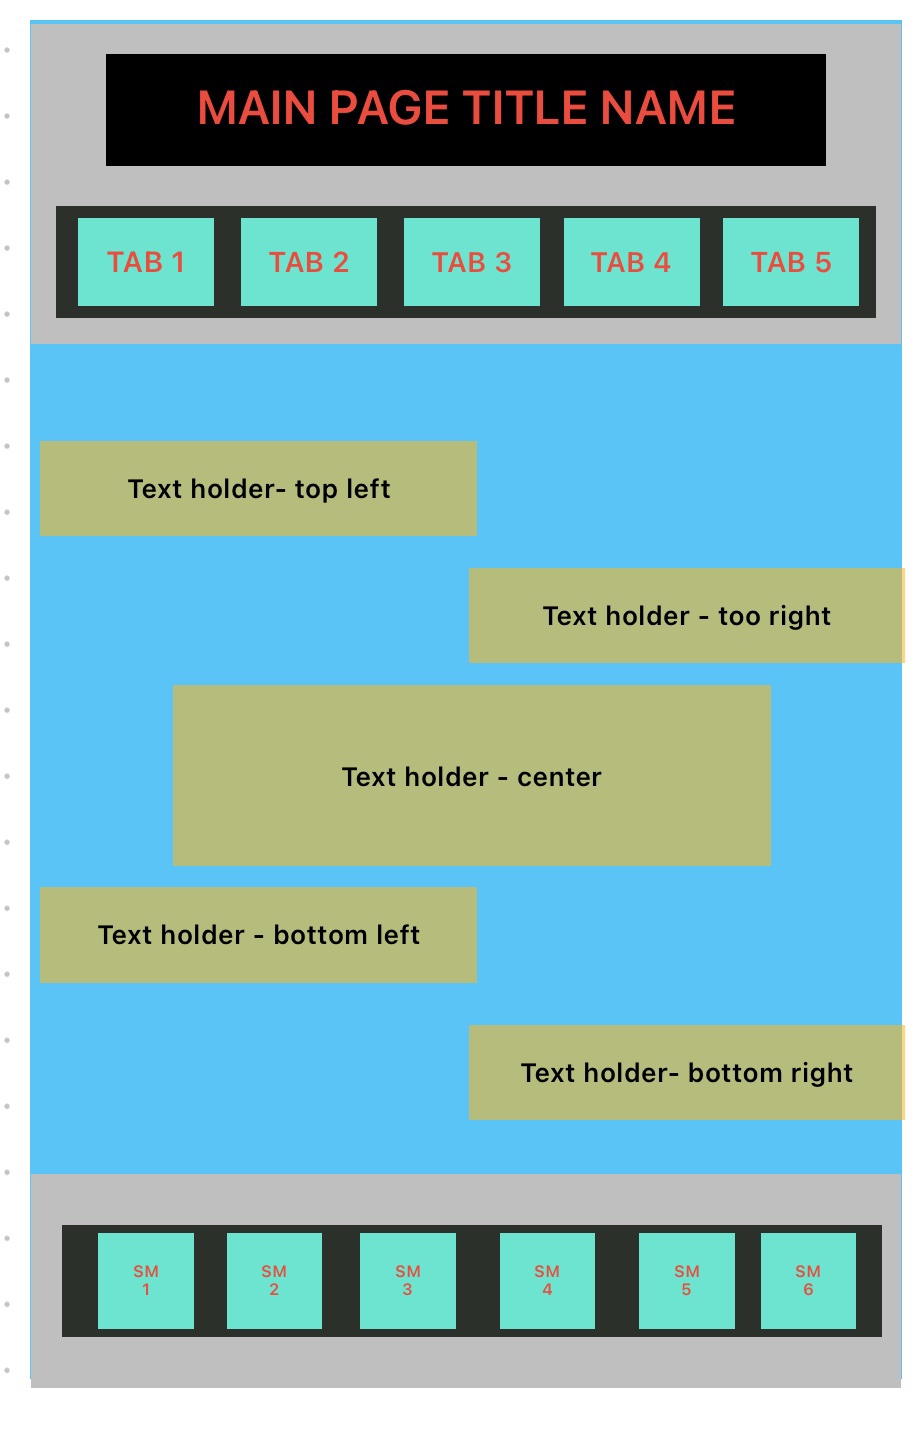 MAIN PAGE TITLE NAME
TAB 1
TAB 2
TAB 3
TAB 4
TAB 5
Text holder- top left
Text holder - too right
Text holder - center
Text holder - bottom left
Text holder- bottom right
SM
1
SM
2
SM
3
SM
4
SM
5
SM
6